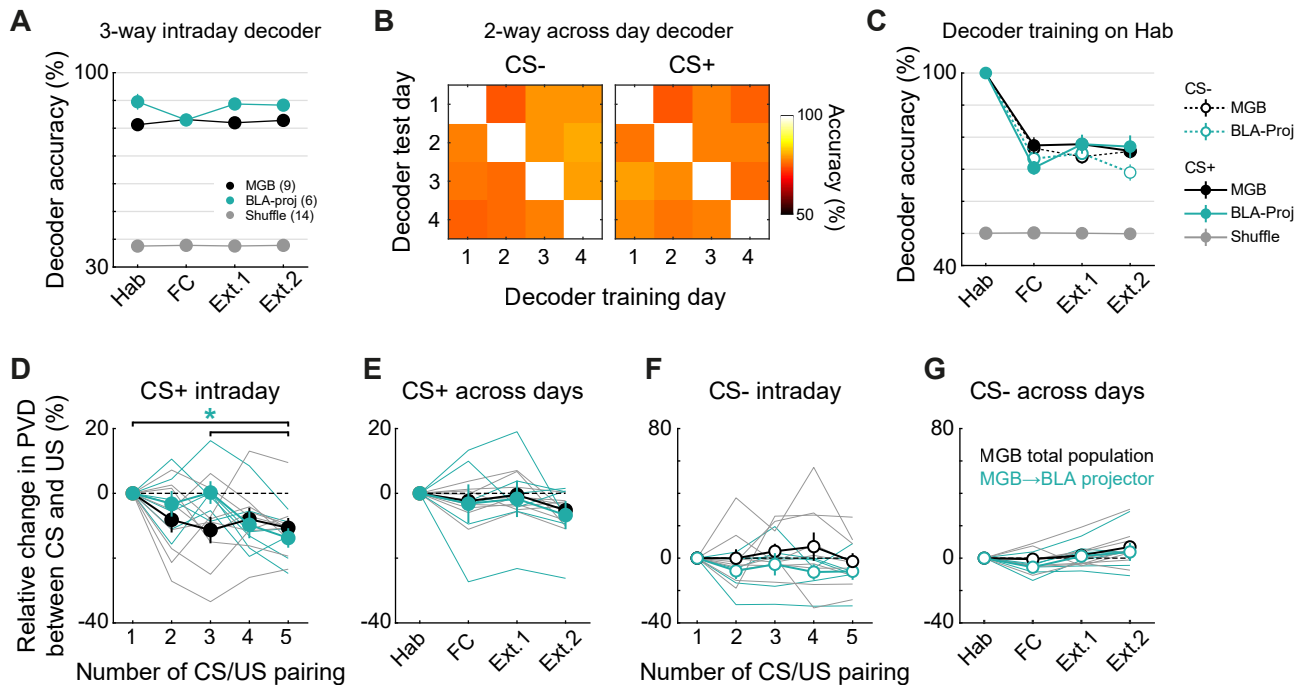 A
3-way intraday decoder
Decoder accuracy (%)
100
30
MGB (9)
BLA-proj (6)
Shuffle (14)
Hab
FC
Ext.1
Ext.2
B
2-way across day decoder
CS-
CS+
Decoder test day
1
2
3
4
1 2 3 4
1 2 3 4
Decoder training day
100
50
Accuracy (%)
C
Decoder training on Hab
Decoder accuracy (%)
100
40
Hab
FC
Ext.1
Ext.2
CS-
MGB
BLA-Proj
CS+
MGB
BLA-Proj
Shuffle
D
CS+ intraday
Relative change in PVD
between CS and US (%)
20
0
-40
*
1 2 3 4 5
Number of CS/US pairing
E
CS+ across days
20
0
-40
Hab
FC
Ext.1
Ext.2
F
CS- intraday
80
0
-40
1 2 3 4 5
Number of CS/US pairing
G
CS- across days
80
0
-40
MGB total population
MGB→BLA projector
Hab
FC
Ext.1
Ext.2